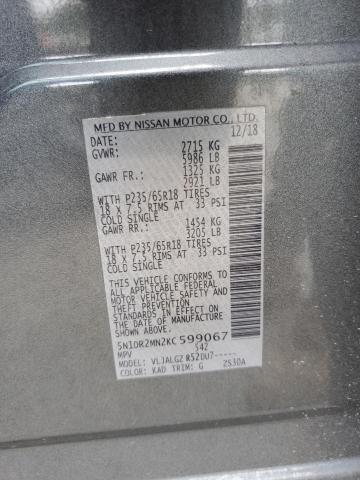 MFD BY NISSAN MOTOR CO., LTD.
DATE: 12/18
GVWR: 2715 KG
5986 LB
GAWR FR.: 1325 KG
2921 LB
WITH P235/65R18 TIRES
18 x 7.5 RIMS AT 33 PSI
COLD SINGLE
GAWR RR.: 1454 KG
3205 LB
WITH P235/65R18 TIRES
18 x 7.5 RIMS AT 33 PSI
COLD SINGLE
THIS VEHICLE CONFORMS TO
ALL APPLICABLE FEDERAL
MOTOR VEHICLE SAFETY AND
THEFT PREVENTION
STANDARDS IN EFFECT ON
THE DATE OF MANUFACTURE
SHOWN ABOVE.
5N1DR2MN2KC599067
MPV S42
VLJALGZ R52DU7-----
COLOR: KAD TRIM: G 2S30A